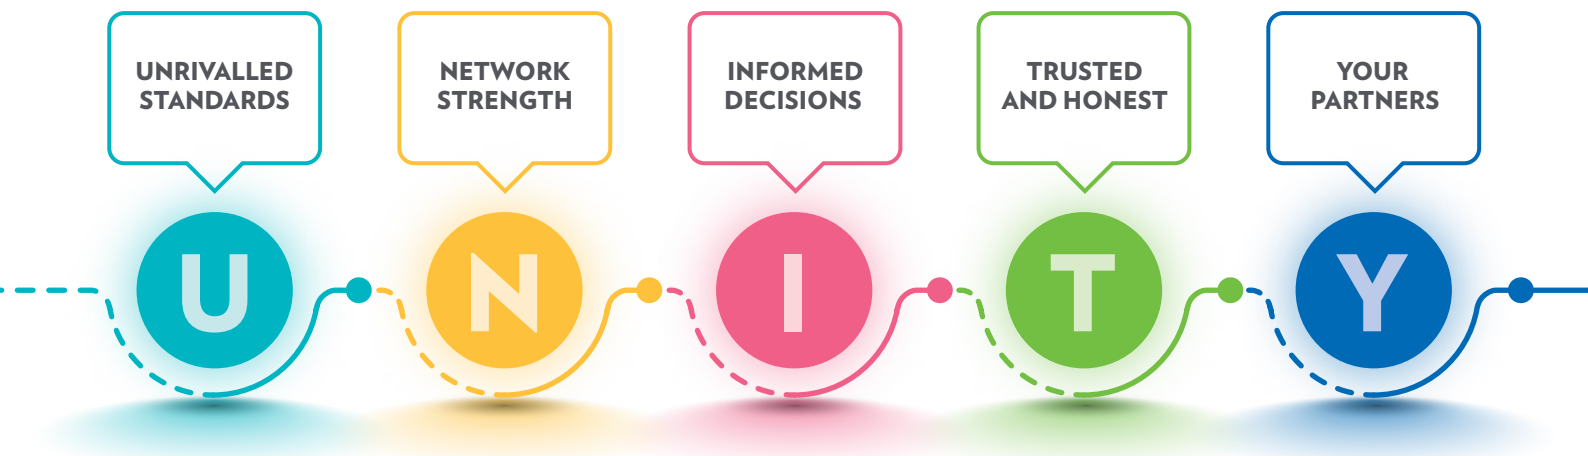 UNRIVALLED
STANDARDS
NETWORK
STRENGTH
INFORMED
DECISIONS
TRUSTED
AND HONEST
YOUR
PARTNERS
U
N
I
T
Y